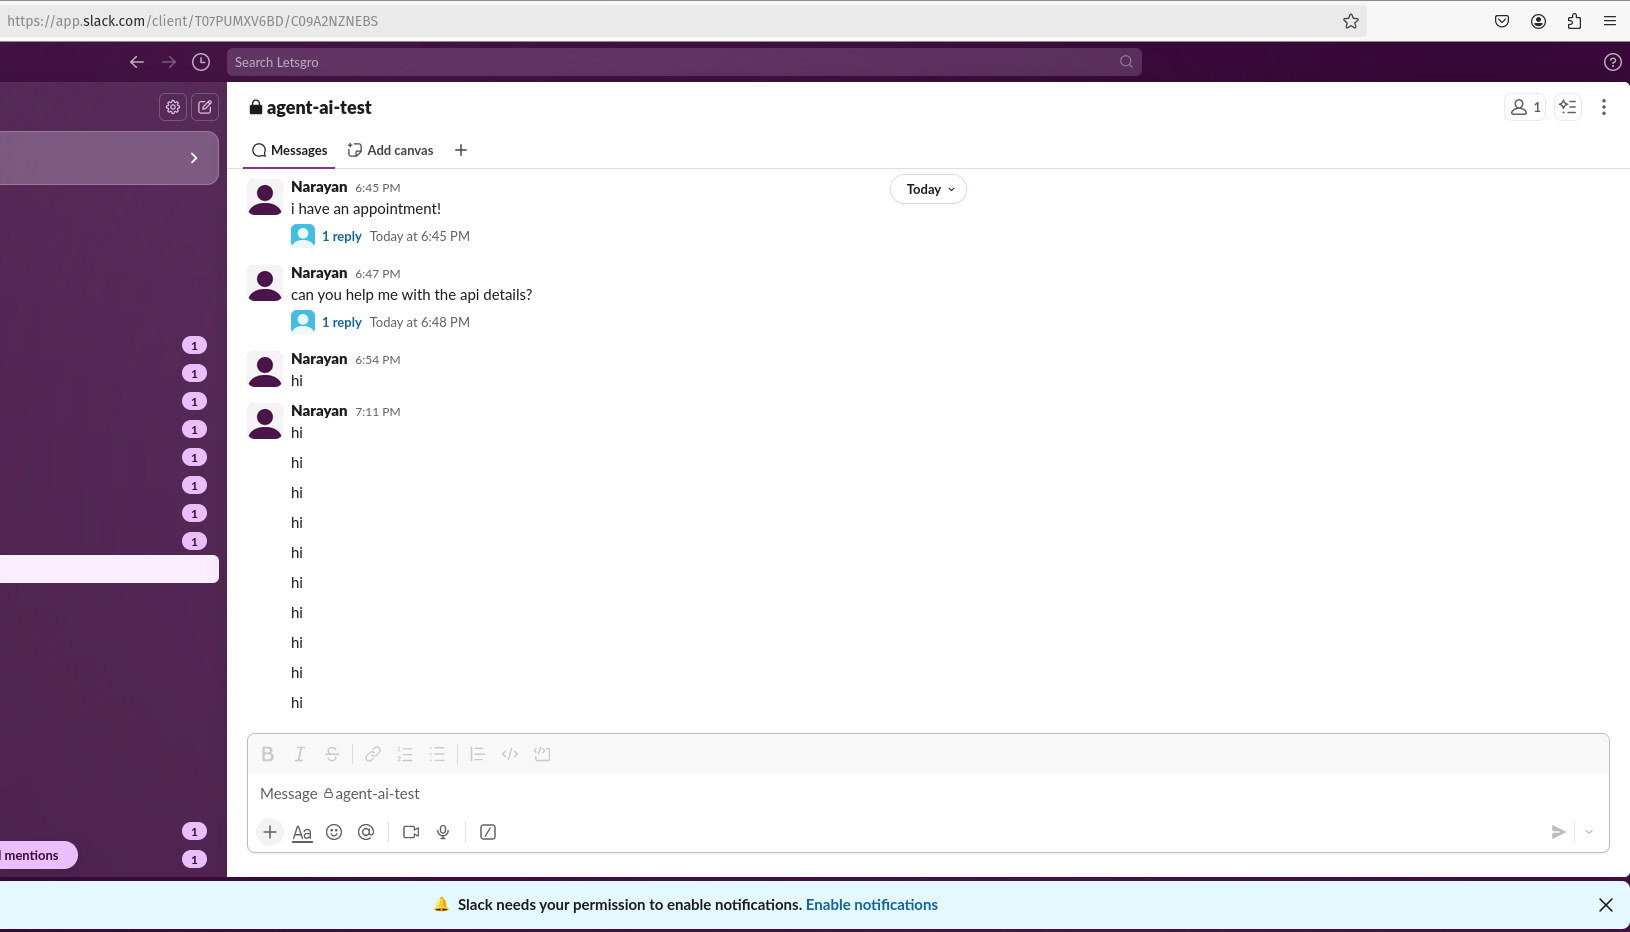 https://app.slack.com/client/T07PUMXV6BD/C09A2NZNEBS
Search Letsgro
agent-ai-test
1
Messages
Add canvas
Today
Narayan 6:45 PM
i have an appointment!
1 reply Today at 6:45 PM
Narayan 6:47 PM
can you help me with the api details?
1 reply Today at 6:48 PM
Narayan 6:54 PM
hi
Narayan 7:11 PM
hi
hi
hi
hi
hi
hi
hi
hi
hi
hi
1
1
1
1
1
1
1
1
1
mentions
1
Message agent-ai-test
Aa
Slack needs your permission to enable notifications. Enable notifications